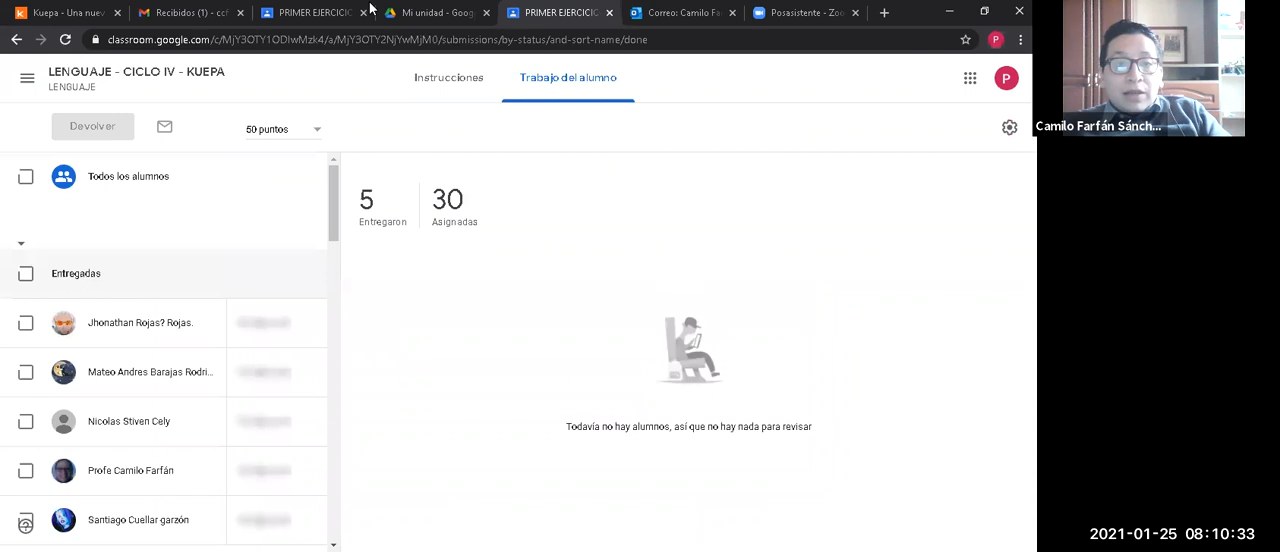 Kuepa - Una nuev
Recibidos (1) - ccf
PRIMER EJERCICIO
Mi unidad - Goog
PRIMER EJERCICIO
Correo: Camilo F
Posasistente - Zoo
classroom.google.com/c/MjY3OTY1ODIwMzk4/a/MjY3OTY2NjYwMjM0/submissions/by-status/and-sort-name/done
P
LENGUAJE - CICLO IV - KUEPA
LENGUAJE
Instrucciones
Trabajo del alumno
P
Devolver
50 puntos
Todos los alumnos
5
Entregaron
30
Asignadas
Entregadas
Jhonathan Rojas? Rojas.
Mateo Andres Barajas Rodri...
Nicolas Stiven Cely
Profe Camilo Farfán
Santiago Cuellar garzón
Todavía no hay alumnos, así que no hay nada para revisar
Camilo Farfán Sánch...
2021-01-25 08:10:33